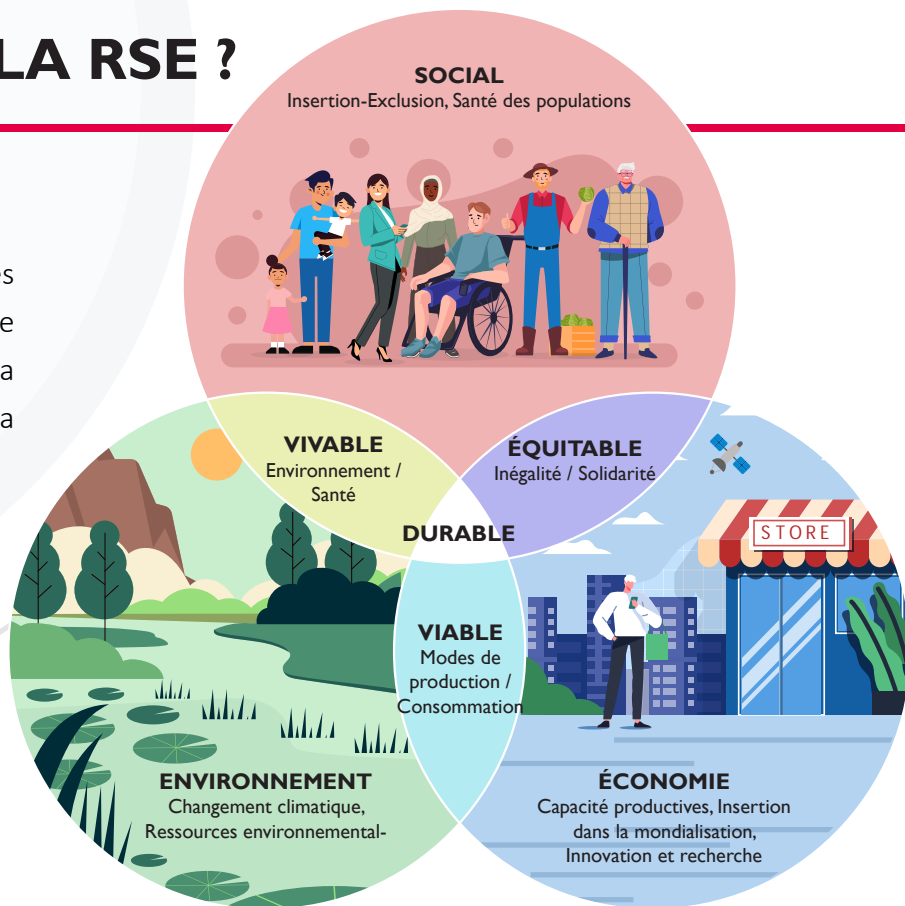 LA RSE ?
SOCIAL
Insertion-Exclusion, Santé des populations
es
e
a
a
VIVABLE
Environnement /
Santé
ÉQUITABLE
Inégalité / Solidarité
DURABLE
STORE
VIABLE
Modes de
production /
Consommation
ENVIRONNEMENT
Changement climatique,
Ressources environnemental-
ÉCONOMIE
Capacité productives, Insertion
dans la mondialisation,
Innovation et recherche